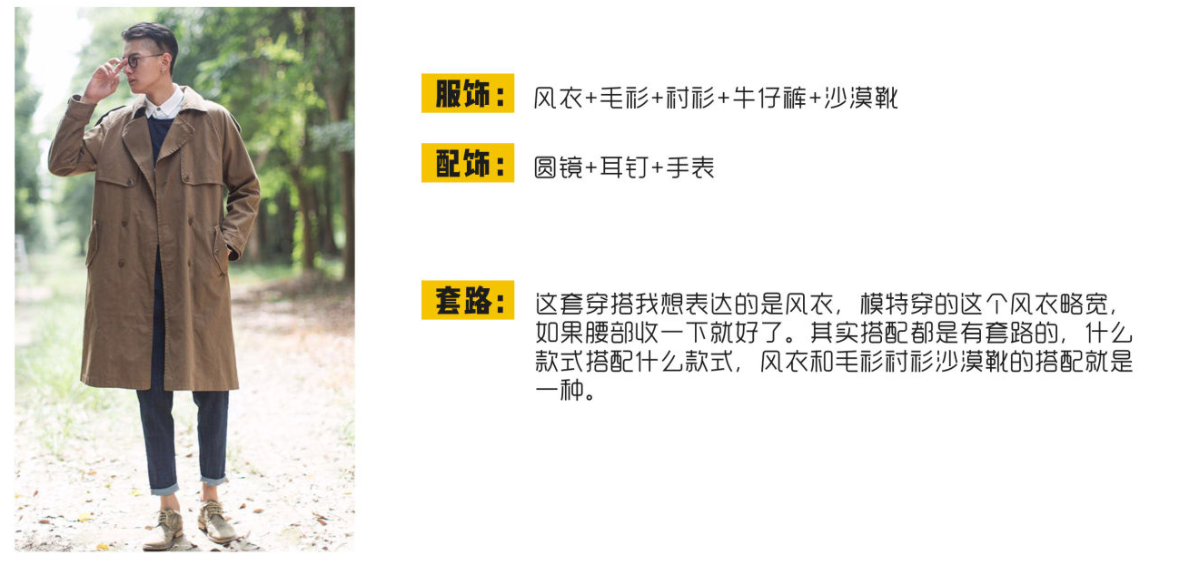 服饰：
风衣+毛衫+衬衫+牛仔裤+沙漠靴
配饰：
圆镜+耳钉+手表
套路：
这套穿搭我想表达的是风衣，模特穿的这个风衣略宽，
如果腰部收一下就好了。其实搭配都是有套路的，什么
款式搭配什么款式，风衣和毛衫衬衫沙漠靴的搭配就是
一种。